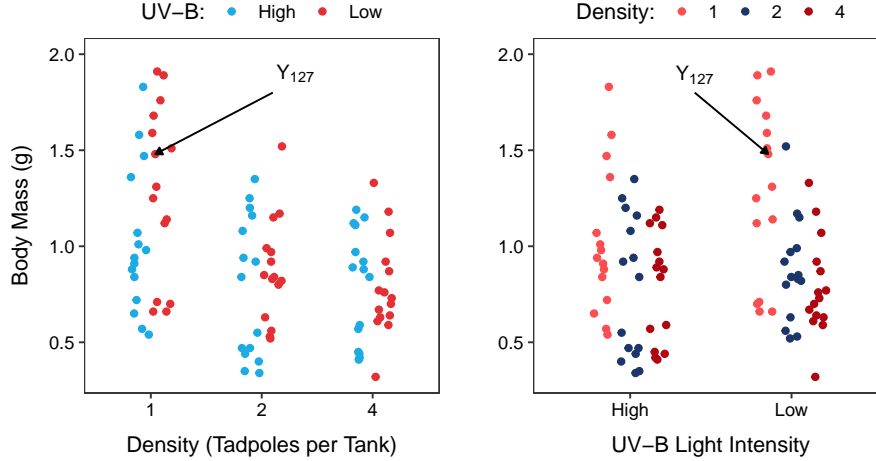 UV−B: High Low
Y127
2.0
1.5
1.0
0.5
Body Mass (g)
1 2 4
Density (Tadpoles per Tank)
Density: 1 2 4
Y127
2.0
1.5
1.0
0.5
High Low
UV−B Light Intensity